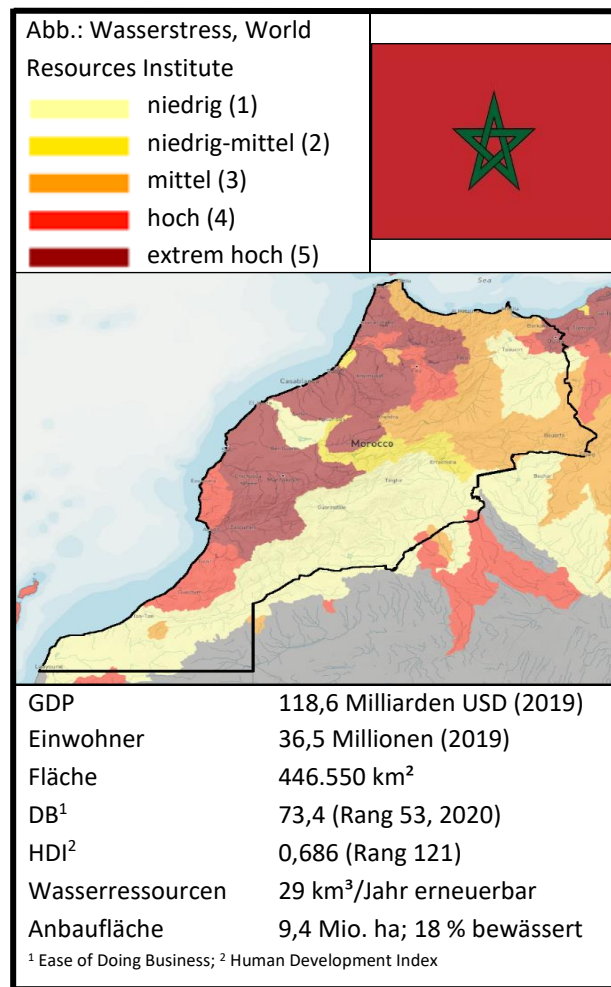 Abb.: Wasserstress, World
Resources Institute
niedrig (1)
niedrig-mittel (2)
mittel (3)
hoch (4)
extrem hoch (5)
Sea
Casablanca
Morocco
GDP 118,6 Milliarden USD (2019)
Einwohner 36,5 Millionen (2019)
Fläche 446.550 km²
DB¹ 73,4 (Rang 53, 2020)
HDI² 0,686 (Rang 121)
Wasserressourcen 29 km³/Jahr erneuerbar
Anbaufläche 9,4 Mio. ha; 18 % bewässert
¹ Ease of Doing Business; ² Human Development Index